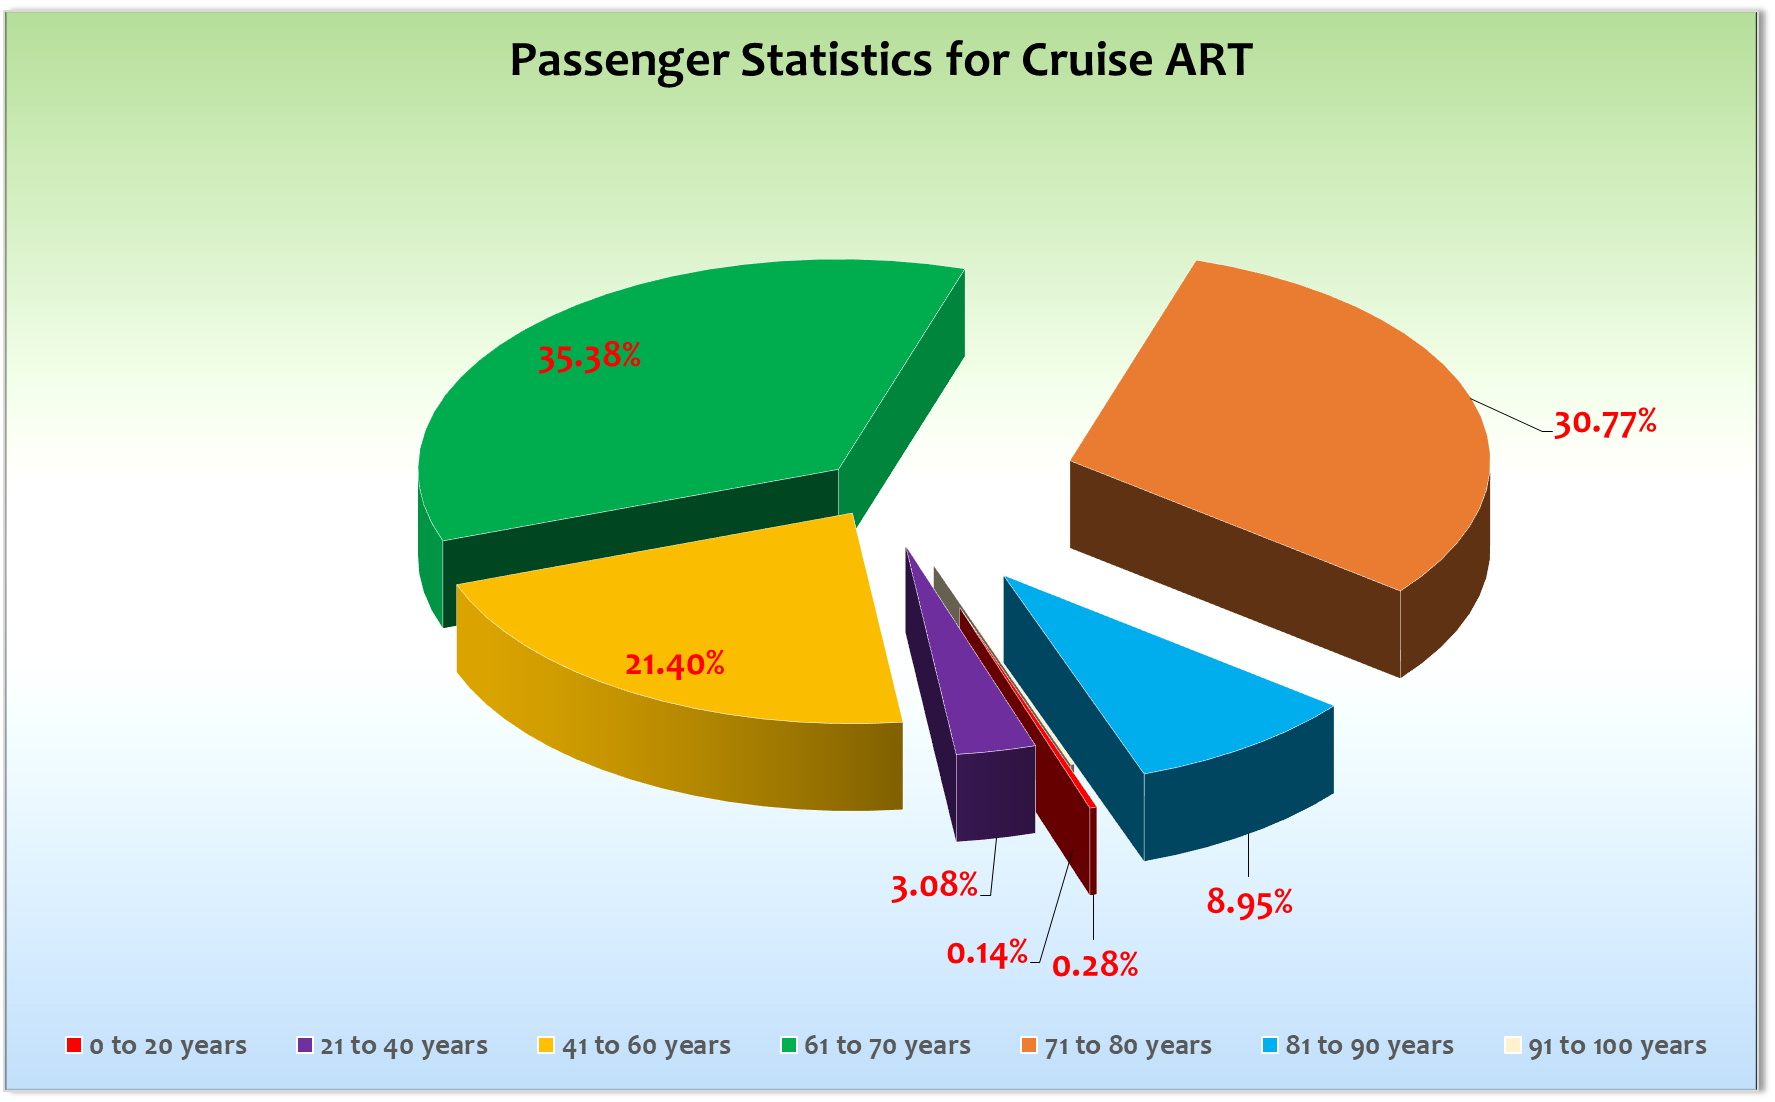 Passenger Statistics for Cruise ART
35.38%
30.77%
21.40%
3.08%
8.95%
0.14%
0.28%
0 to 20 years
21 to 40 years
41 to 60 years
61 to 70 years
71 to 80 years
81 to 90 years
91 to 100 years